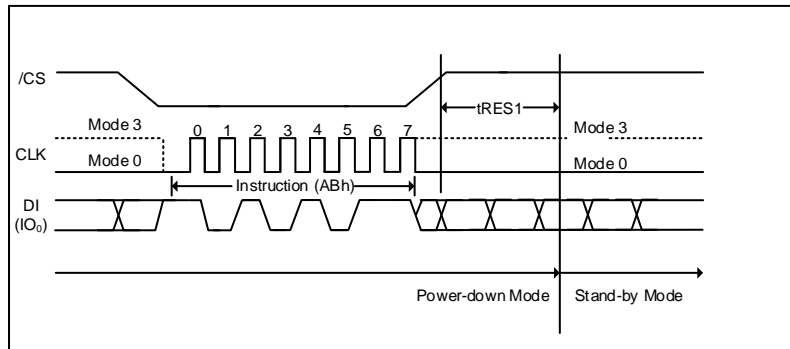 /CS
tRES1
Mode 3
0 1 2 3 4 5 6 7
Mode 3
CLK
Mode 0
Mode 0
Instruction (ABh)
DI
(IO₀)
Power-down Mode
Stand-by Mode